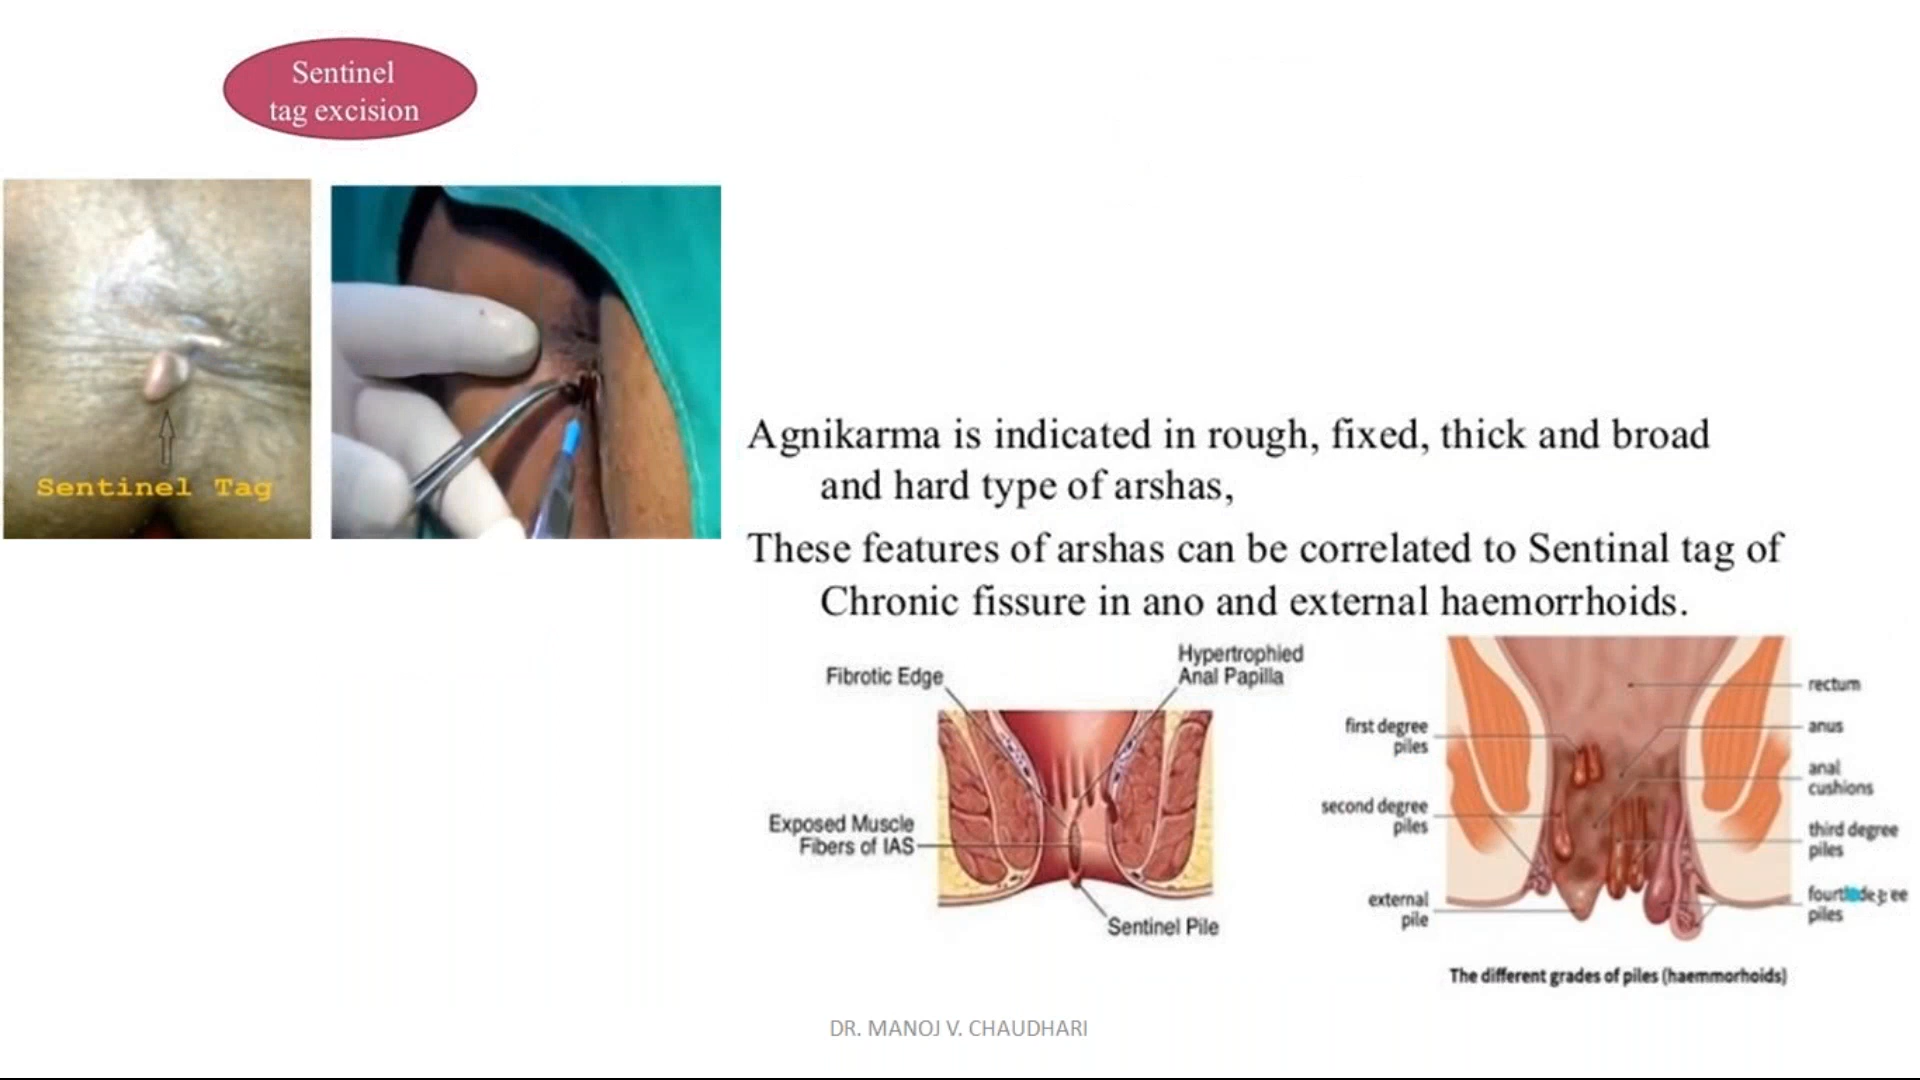 Sentinel
tag excision
Sentinel Tag
Agnikarma is indicated in rough, fixed, thick and broad
and hard type of arshas,
These features of arshas can be correlated to Sentinal tag of
Chronic fissure in ano and external haemorrhoids.
Fibrotic Edge
Hypertrophied
Anal Papilla
Exposed Muscle
Fibers of IAS
Sentinel Pile
first degree
piles
second degree
piles
external
pile
rectum
anus
anal
cushions
third degree
piles
fourth degree
piles
The different grades of piles (haemmorhoids)
DR. MANOJ V. CHAUDHARI